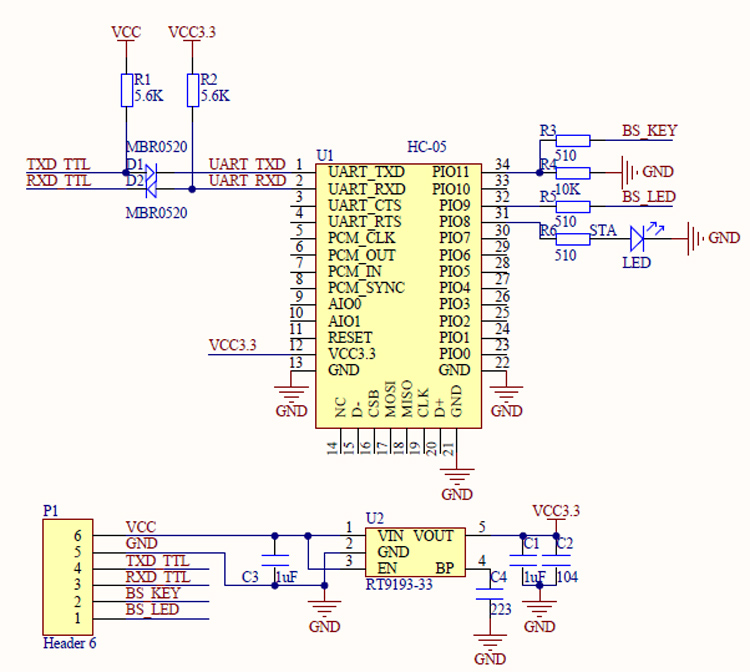 VCC VCC3.3
R1 R2
5.6K 5.6K
MBR0520
TXD_TTL D1 UART_TXD
RXD_TTL D2 UART_RXD
MBR0520
U1 HC-05
1 UART_TXD PIO11 34
2 UART_RXD PIO10 33
3 UART_CTS PIO9 32
4 UART_RTS PIO8 31
5 PCM_CLK PIO7 30
6 PCM_OUT PIO6 29
7 PCM_IN PIO5 28
8 PCM_SYNC PIO4 27
9 AIO0 PIO3 26
10 AIO1 PIO2 25
11 RESET PIO1 24
VCC3.3 12 VCC3.3 PIO0 23
13 GND GND 22
GND GND
NC D- CSB MOSI MISO CLK D+ GND
14 15 16 17 18 19 20 21
GND
R3 BS_KEY
510
R4 GND
10K
R5 BS_LED
510
R6 STA GND
510 LED
P1
6 VCC
5 GND
4 TXD_TTL
3 RXD_TTL
2 BS_KEY
1 BS_LED
Header 6
C3 1uF
U2
1 VIN VOUT 5
2 GND
3 EN BP 4
RT9193-33
GND
VCC3.3
C1 C2
1uF 104
GND
C4
223
GND